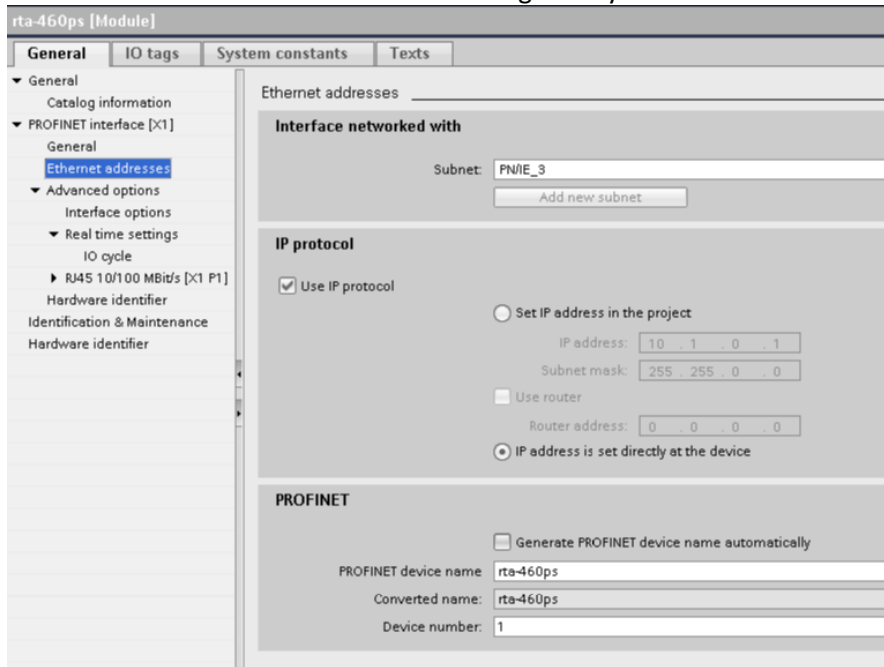 rta-460ps [Module]
General IO tags System constants Texts
General
Catalog information
PROFINET interface [X1]
General
Ethernet addresses
Advanced options
Interface options
Real time settings
IO cycle
RJ45 10/100 MBit/s [X1 P1]
Hardware identifier
Identification & Maintenance
Hardware identifier
Ethernet addresses
Interface networked with
Subnet: PN/IE_3
Add new subnet
IP protocol
Use IP protocol
Set IP address in the project
IP address: 10 . 1 . 0 . 1
Subnet mask: 255 . 255 . 0 . 0
Use router
Router address: 0 . 0 . 0 . 0
IP address is set directly at the device
PROFINET
Generate PROFINET device name automatically
PROFINET device name rta-460ps
Converted name: rta-460ps
Device number: 1